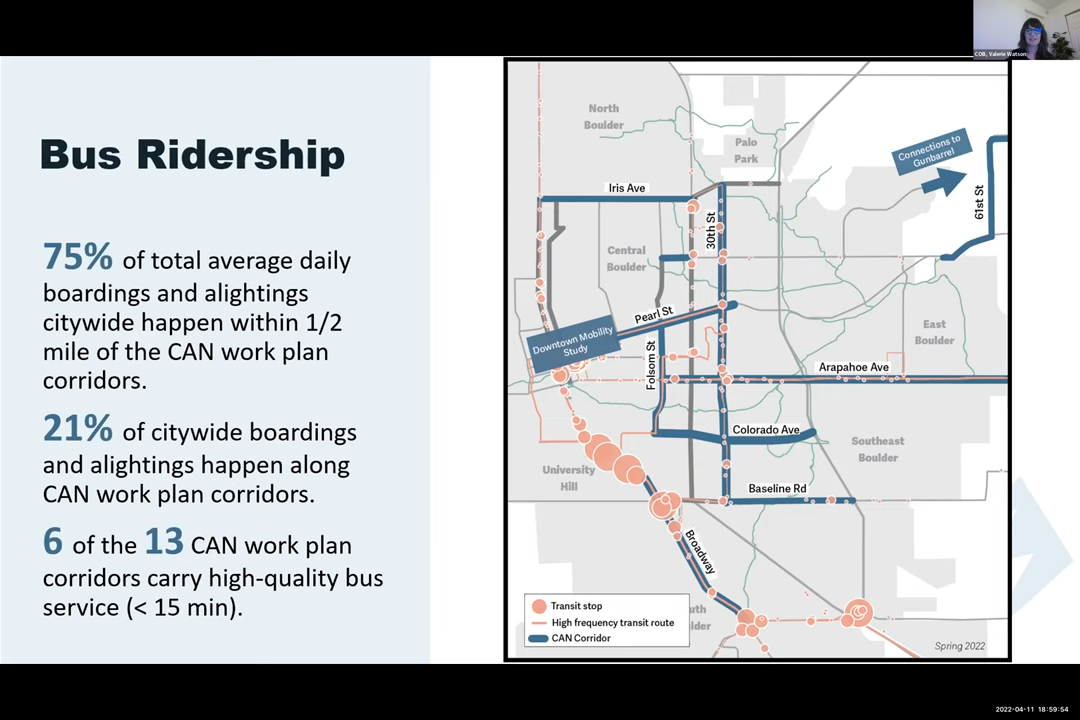 COB, Valerie Watson
Bus Ridership
75% of total average daily
boardings and alightings
citywide happen within 1/2
mile of the CAN work plan
corridors.
21% of citywide boardings
and alightings happen along
CAN work plan corridors.
6 of the 13 CAN work plan
corridors carry high-quality bus
service (< 15 min).
North
Boulder
Palo
Park
Connections to
Gunbarrel
Iris Ave
61st St
30th St
Central
Boulder
Pearl St
Downtown Mobility
Study
East
Boulder
Folsom St
Arapahoe Ave
Colorado Ave
Southeast
Boulder
University
Hill
Baseline Rd
Broadway
Transit stop
High frequency transit route
CAN Corridor
uth
lder
Spring 2022
2022-04-11 18:59:54